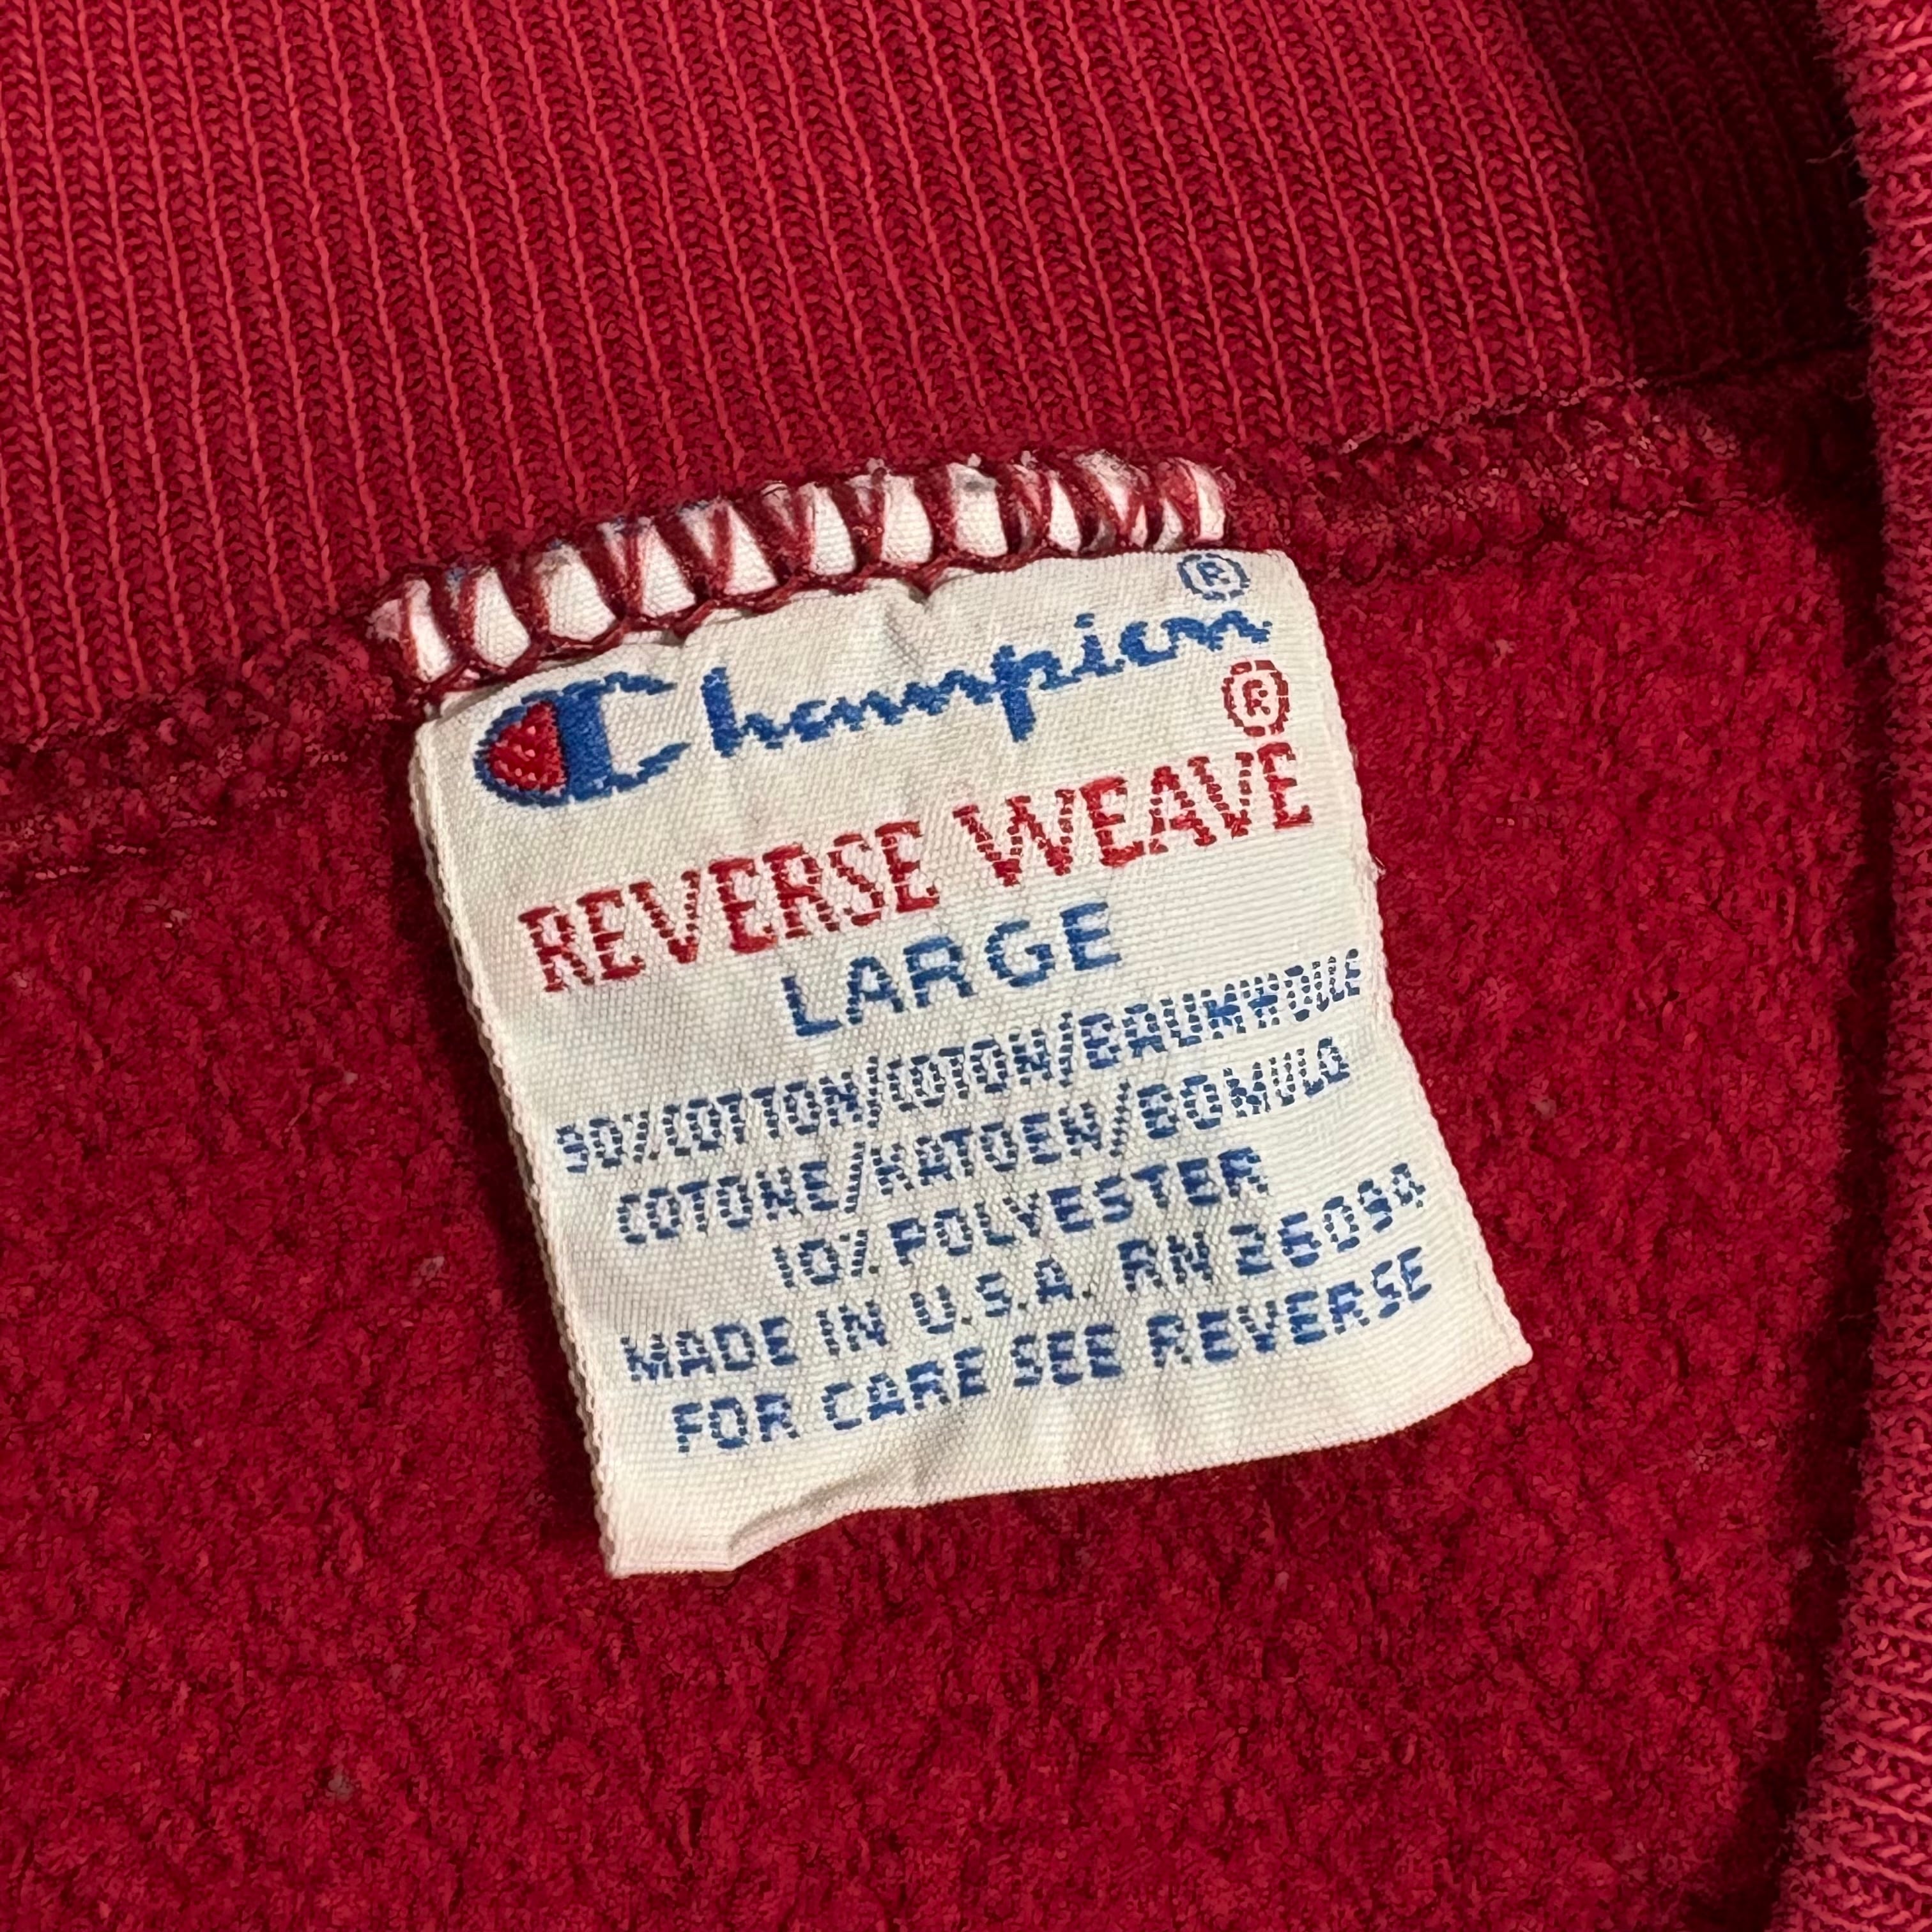 Champion®
REVERSE WEAVE®
LARGE
90%COTTON/COTON/BAUMWOLLE
COTONE/KATOEN/BOMULD
10% POLYESTER
MADE IN U.S.A. RN 26094
FOR CARE SEE REVERSE